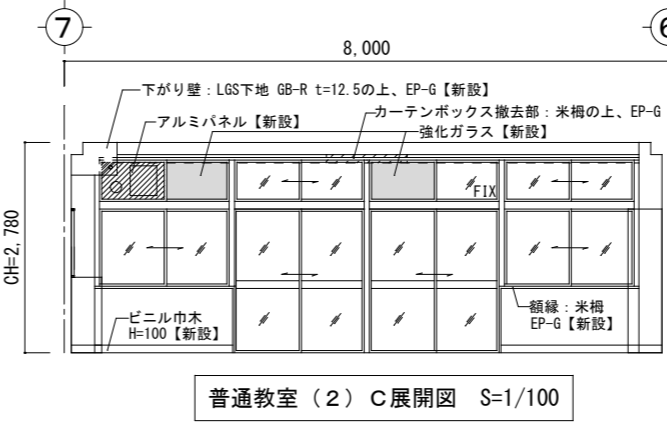 7
6
8,000
下がり壁：LGS下地 GB-R t=12.5の上、EP-G【新設】
カーテンボックス撤去部：米栂の上、EP-G
アルミパネル【新設】
強化ガラス【新設】
FIX
CH=2,780
ビニル巾木
H=100【新設】
額縁：米栂
EP-G【新設】
普通教室（2）C展開図 S=1/100